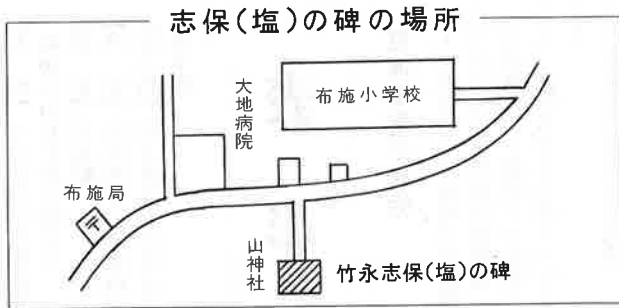 志保(塩)の碑の場所
大地病院
布施小学校
布施局
〒
山神社
竹永志保(塩)の碑